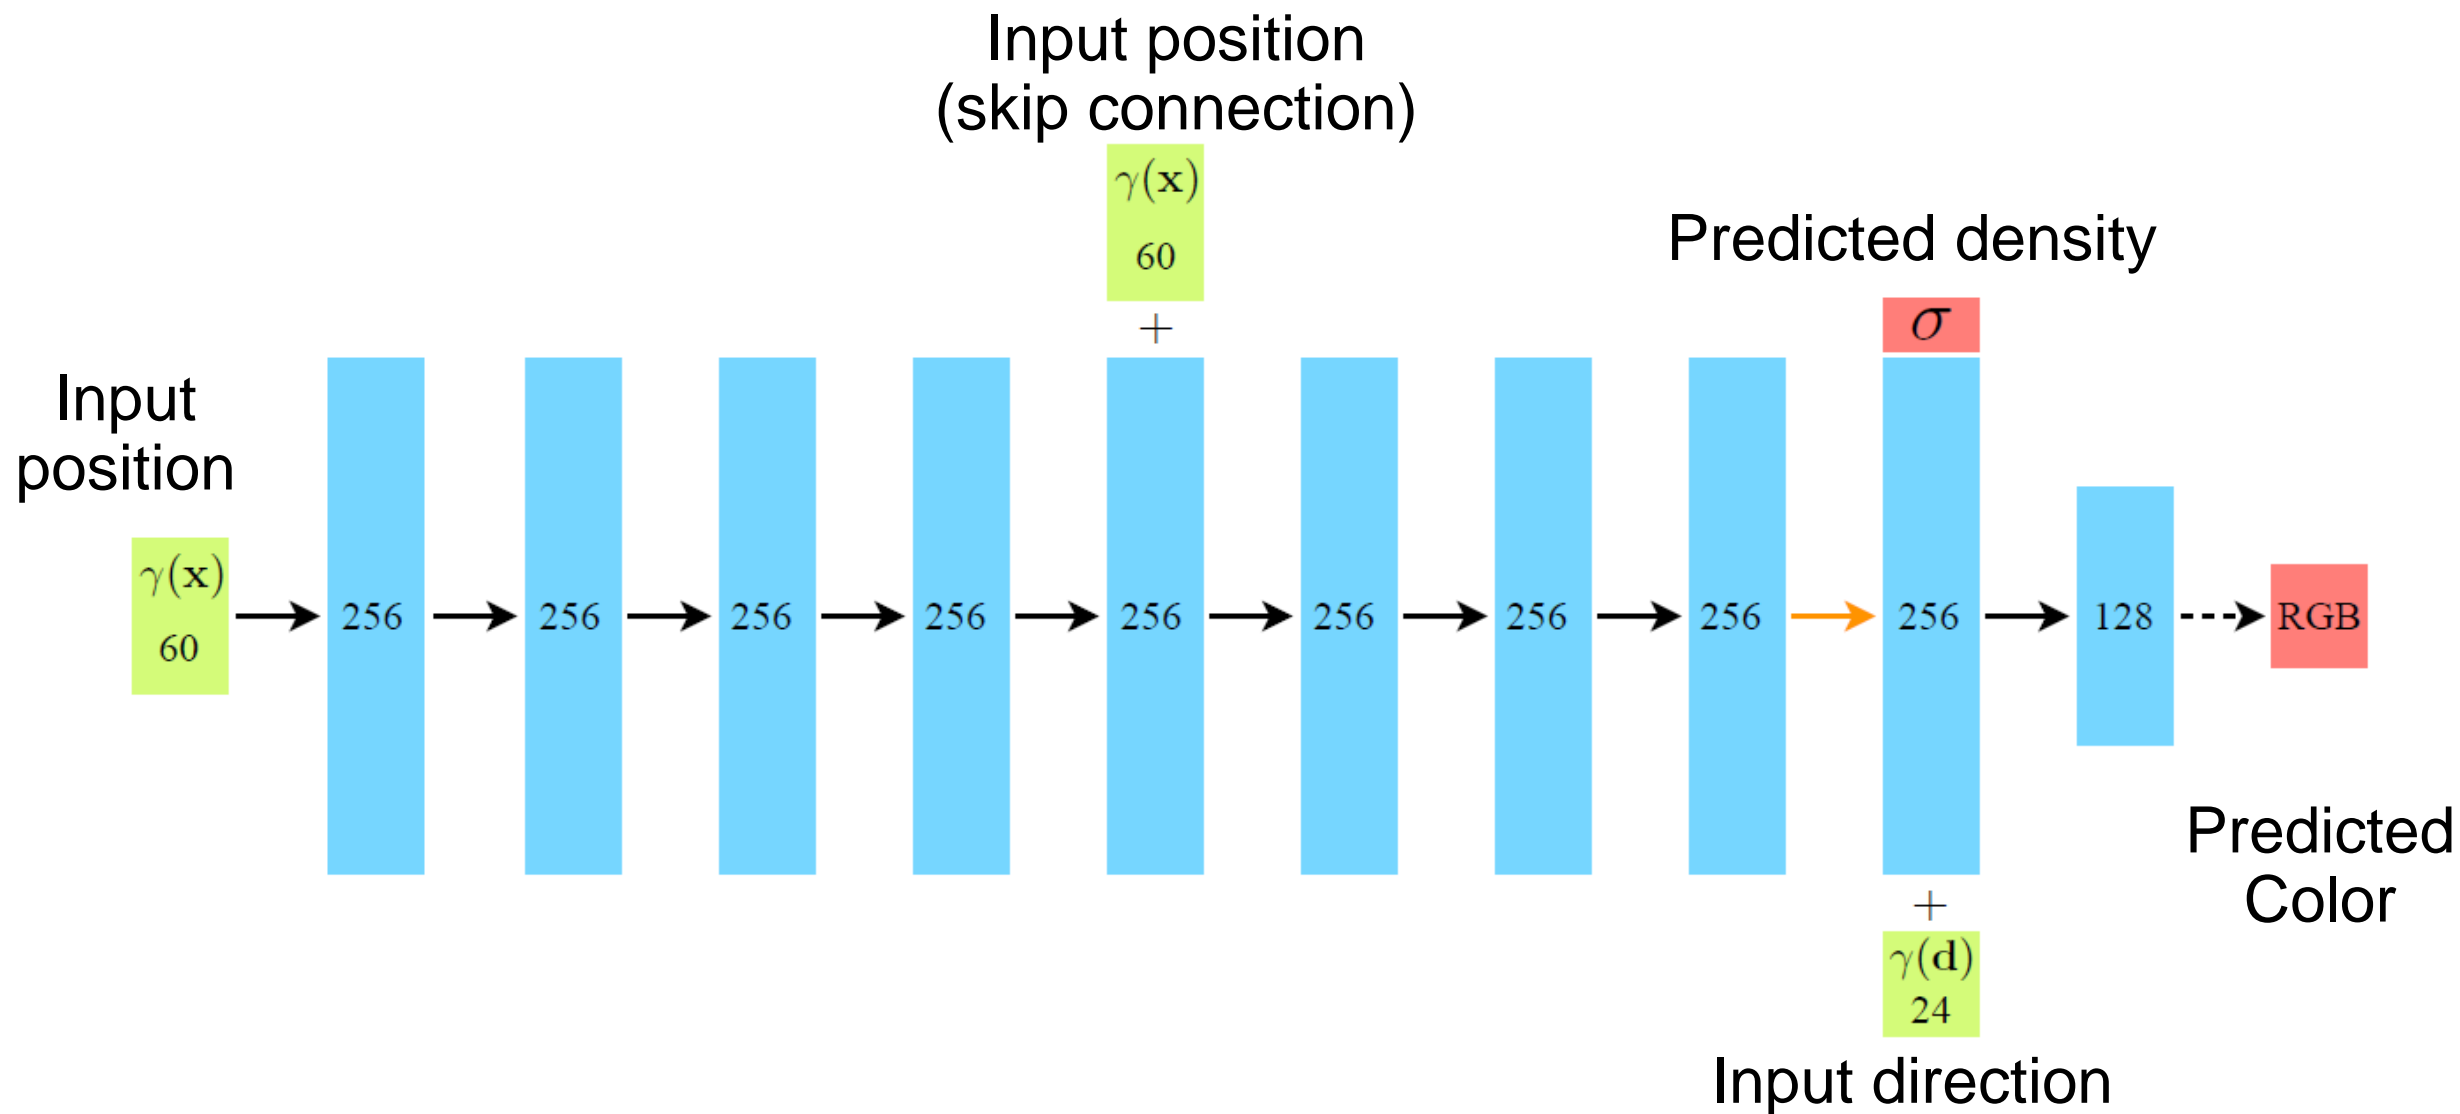 Input position
(skip connection)
γ(x)
60
+
Predicted density
σ
Input
position
γ(x)
60
256
256
256
256
256
256
256
256
256
128
RGB
Predicted
Color
+
γ(d)
24
Input direction